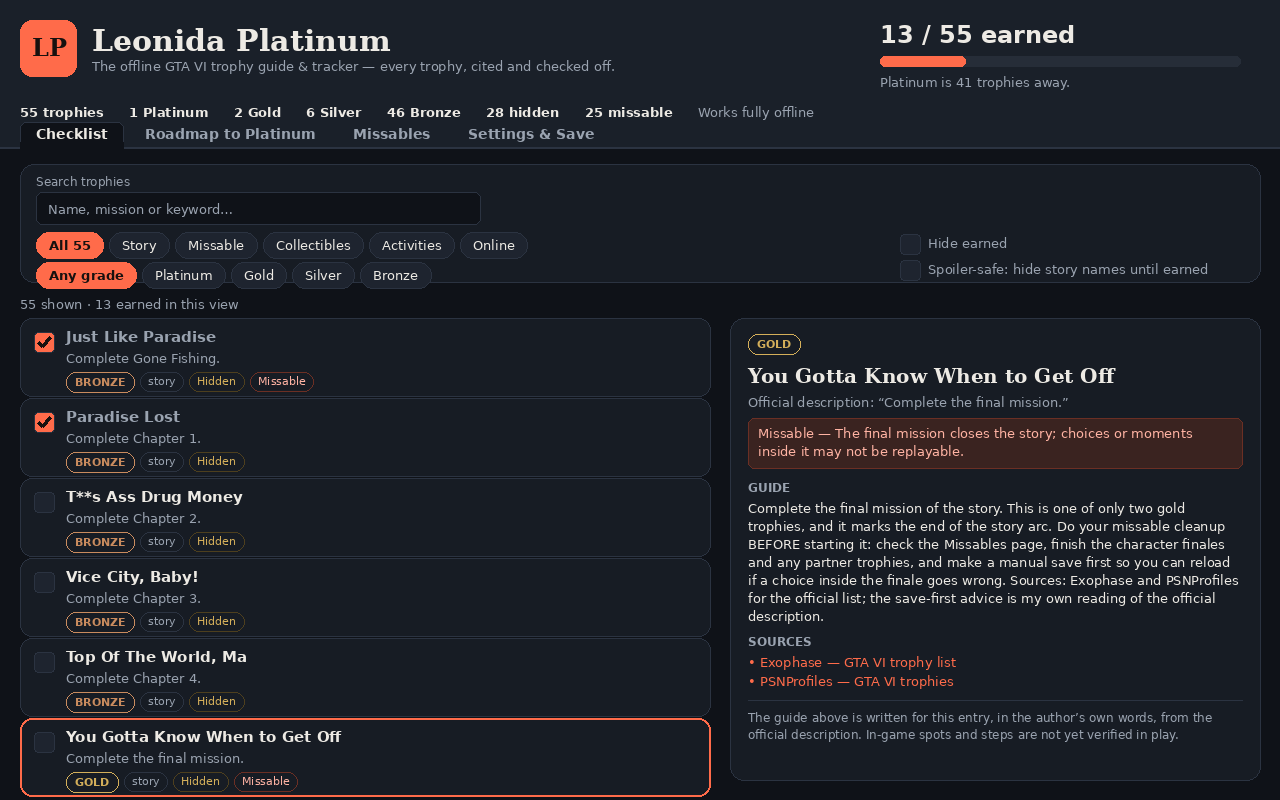 LP
Leonida Platinum
The offline GTA VI trophy guide & tracker — every trophy, cited and checked off.
13 / 55 earned
Platinum is 41 trophies away.
55 trophies 1 Platinum 2 Gold 6 Silver 46 Bronze 28 hidden 25 missable Works fully offline
Checklist Roadmap to Platinum Missables Settings & Save
Search trophies
Name, mission or keyword...
All 55 Story Missable Collectibles Activities Online
Any grade Platinum Gold Silver Bronze
Hide earned
Spoiler-safe: hide story names until earned
55 shown · 13 earned in this view
Just Like Paradise
Complete Gone Fishing.
BRONZE story Hidden Missable
Paradise Lost
Complete Chapter 1.
BRONZE story Hidden
T**s Ass Drug Money
Complete Chapter 2.
BRONZE story Hidden
Vice City, Baby!
Complete Chapter 3.
BRONZE story Hidden
Top Of The World, Ma
Complete Chapter 4.
BRONZE story Hidden
You Gotta Know When to Get Off
Complete the final mission.
GOLD story Hidden Missable
GOLD
You Gotta Know When to Get Off
Official description: “Complete the final mission.”
Missable — The final mission closes the story; choices or moments
inside it may not be replayable.
GUIDE
Complete the final mission of the story. This is one of only two gold
trophies, and it marks the end of the story arc. Do your missable cleanup
BEFORE starting it: check the Missables page, finish the character finales
and any partner trophies, and make a manual save first so you can reload
if a choice inside the finale goes wrong. Sources: Exophase and PSNProfiles
for the official list; the save-first advice is my own reading of the official
description.
SOURCES
• Exophase — GTA VI trophy list
• PSNProfiles — GTA VI trophies
The guide above is written for this entry, in the author’s own words, from the
official description. In-game spots and steps are not yet verified in play.